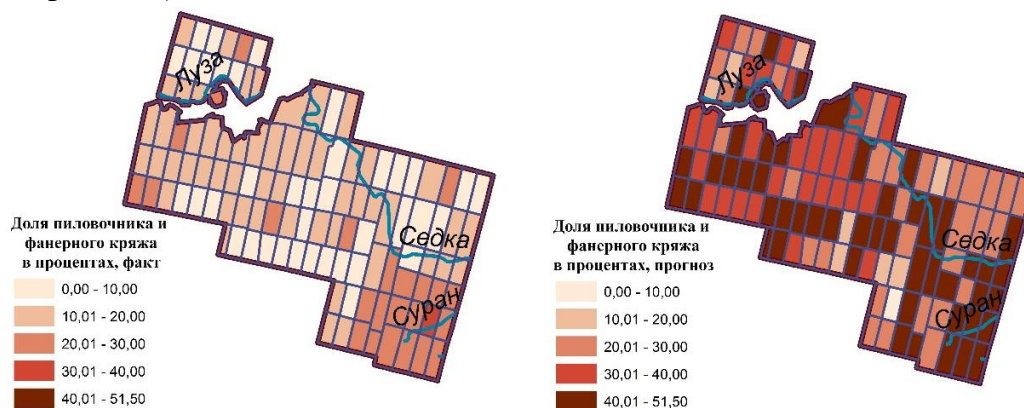 Луза
Седка
Суран
Доля пиловочника и
фанерного кряжа
в процентах, факт
0,00 - 10,00
10,01 - 20,00
20,01 - 30,00
30,01 - 40,00
40,01 - 51,50
Луза
Седка
Суран
Доля пиловочника и
фанерного кряжа
в процентах, прогноз
0,00 - 10,00
10,01 - 20,00
20,01 - 30,00
30,01 - 40,00
40,01 - 51,50